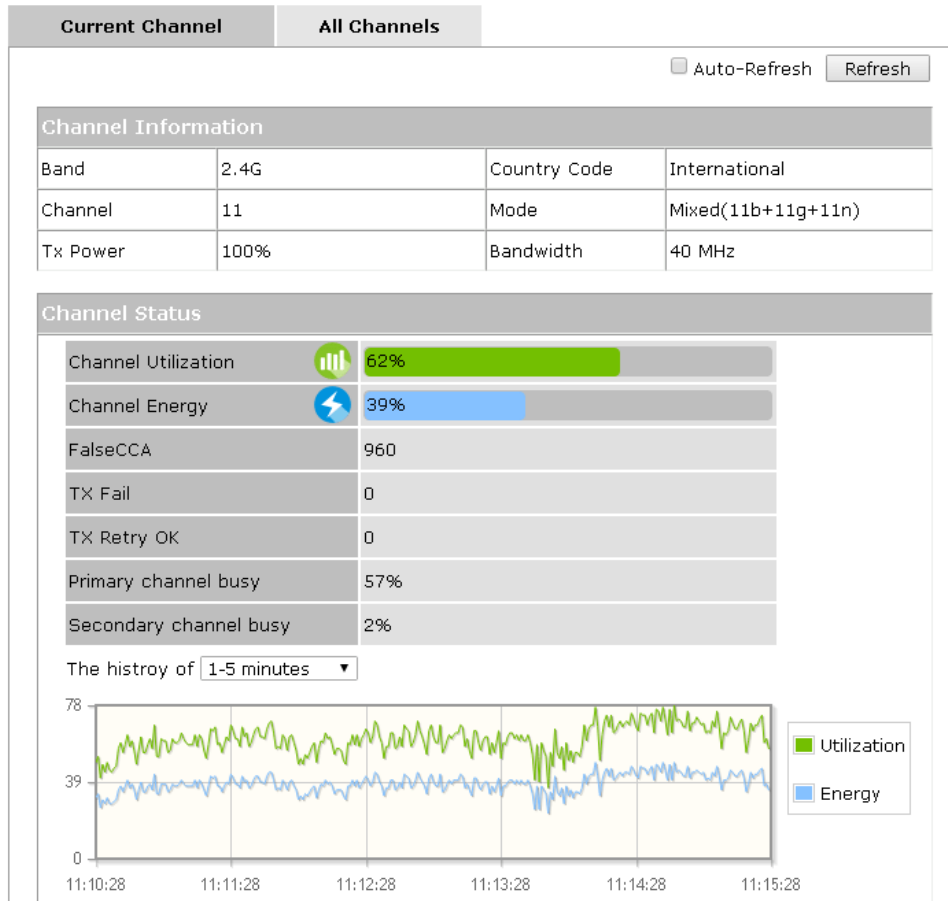 Current Channel All Channels
Auto-Refresh Refresh
Channel Information
Band 2.4G Country Code International
Channel 11 Mode Mixed(11b+11g+11n)
Tx Power 100% Bandwidth 40 MHz
Channel Status
Channel Utilization 62%
Channel Energy 39%
FalseCCA 960
TX Fail 0
TX Retry OK 0
Primary channel busy 57%
Secondary channel busy 2%
The histroy of 1-5 minutes
78
Utilization
39
Energy
0
11:10:28 11:11:28 11:12:28 11:13:28 11:14:28 11:15:28